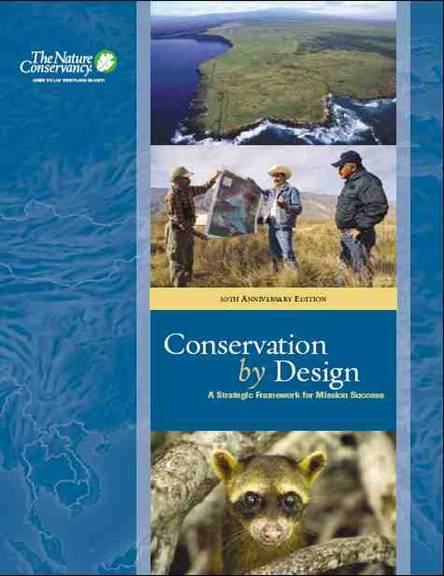 The Nature
Conservancy
10TH ANNIVERSARY EDITION
Conservation
by Design
A Strategic Framework for Mission Success